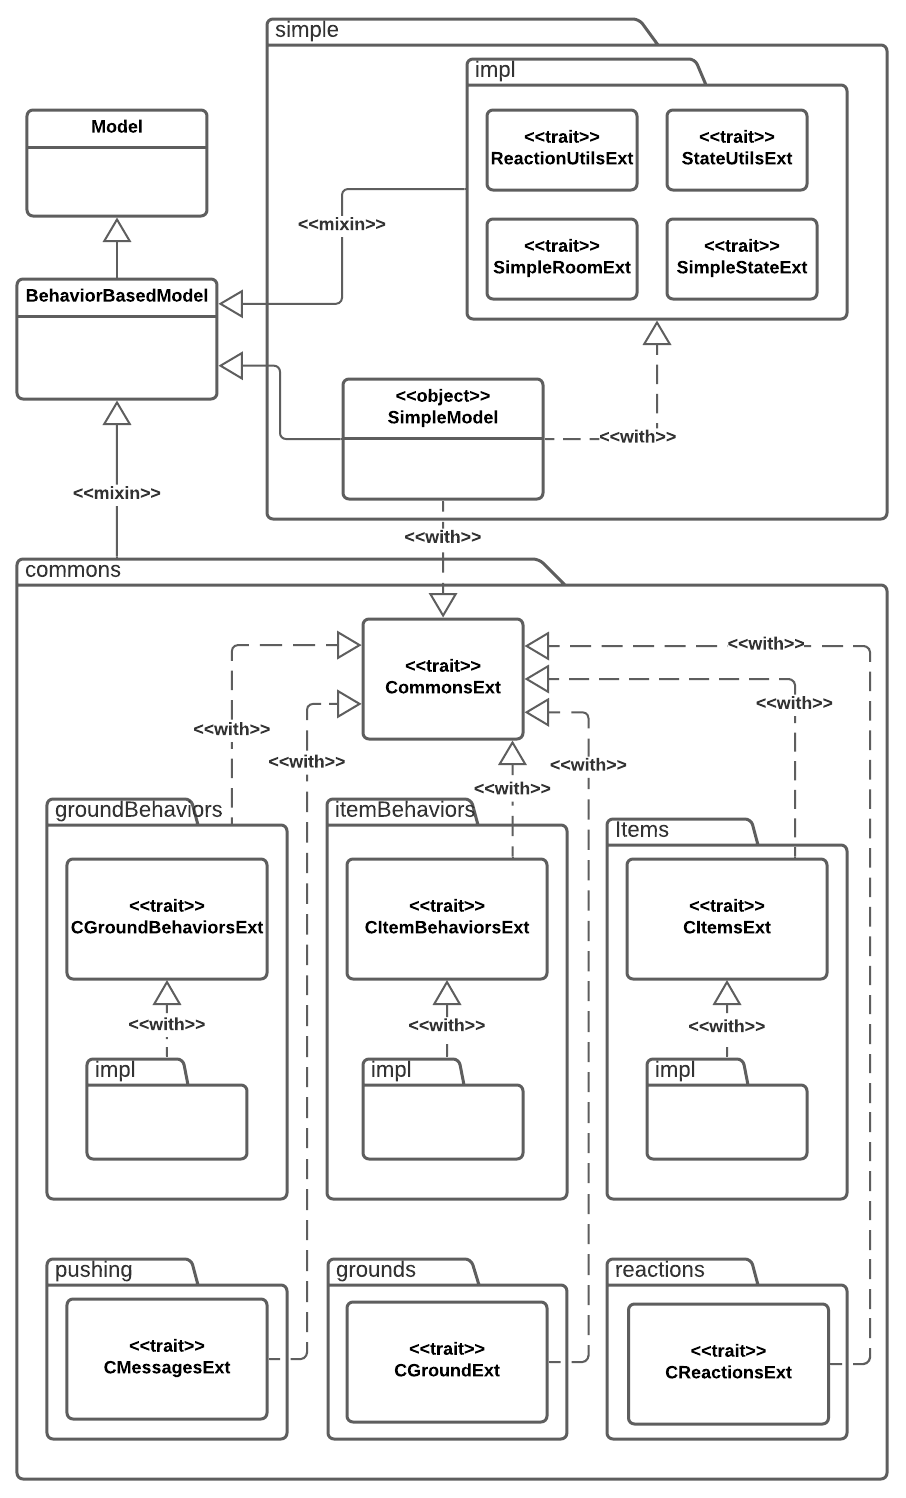 simple
impl
<<trait>>
ReactionUtilsExt
<<trait>>
StateUtilsExt
Model
<<mixin>>
<<trait>>
SimpleRoomExt
<<trait>>
SimpleStateExt
BehaviorBasedModel
<<object>>
SimpleModel
<<with>>
<<mixin>>
<<with>>
commons
<<trait>>
CommonsExt
<<with>>
<<with>>
<<with>>
<<with>>
<<with>>
<<with>>
groundBehaviors
itemBehaviors
Items
<<trait>>
CGroundBehaviorsExt
<<trait>>
CItemBehaviorsExt
<<trait>>
CItemsExt
<<with>>
<<with>>
<<with>>
impl
impl
impl
pushing
grounds
reactions
<<trait>>
CMessagesExt
<<trait>>
CGroundExt
<<trait>>
CReactionsExt